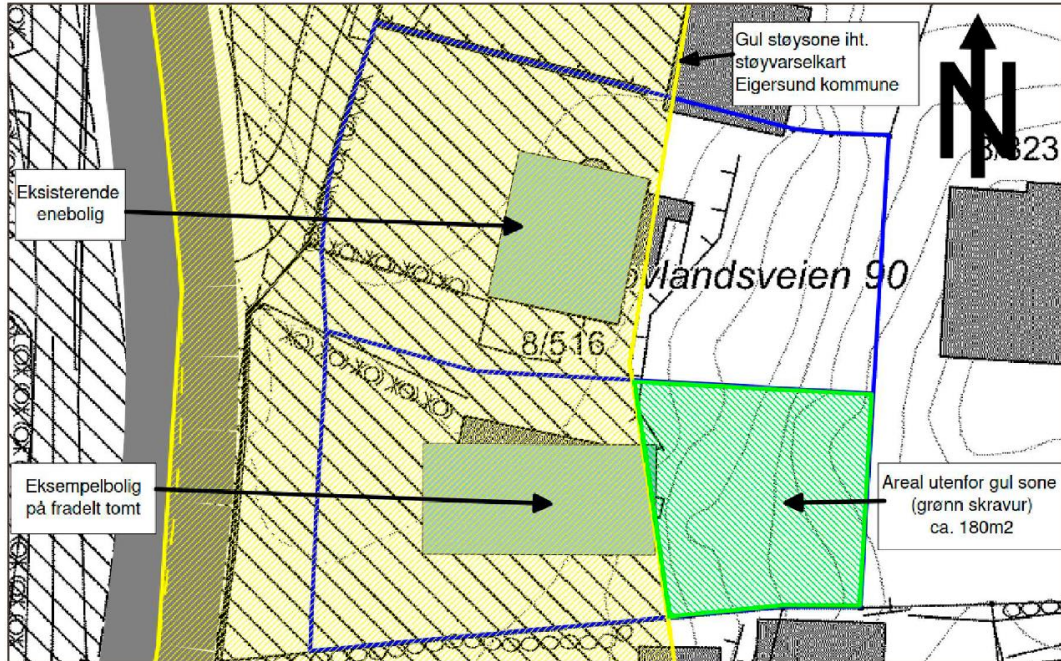 Gul støysone iht.
støyvarselkart
Eigersund kommune
N
8/323
Eksisterende
enebolig
vlandsveien 90
8/516
Eksempelbolig
på fradelt tomt
Areal utenfor gul sone
(grønn skravur)
ca. 180m2